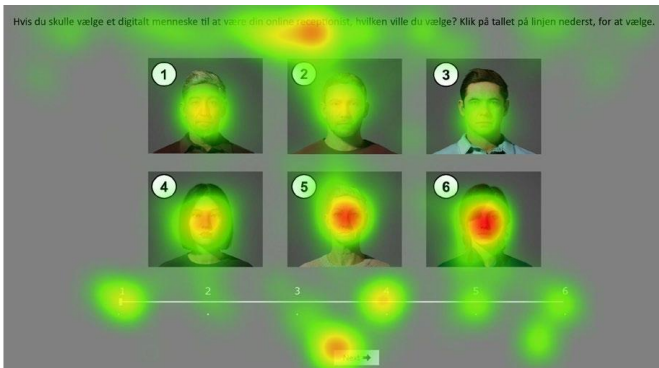 Hvis du skulle vælge et digitalt menneske til at være din online receptionist, hvilken ville du vælge? Klik på tallet på linjen nederst, for at vælge.
1 2 3
4 5 6
1 2 3 4 5 6